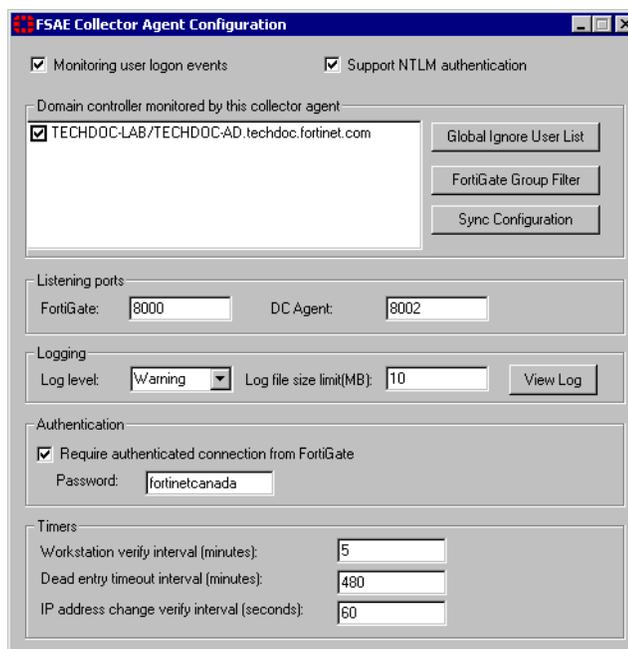 FSAE Collector Agent Configuration
Monitoring user logon events Support NTLM authentication
Domain controller monitored by this collector agent
TECHDOC-LAB/TECHDOC-AD.techdoc.fortinet.com
Global Ignore User List
FortiGate Group Filter
Sync Configuration
Listening ports
FortiGate: 8000 DC Agent: 8002
Logging
Log level: Warning Log file size limit(MB): 10 View Log
Authentication
Require authenticated connection from FortiGate
Password: fortinetcanada
Timers
Workstation verify interval (minutes): 5
Dead entry timeout interval (minutes): 480
IP address change verify interval (seconds): 60